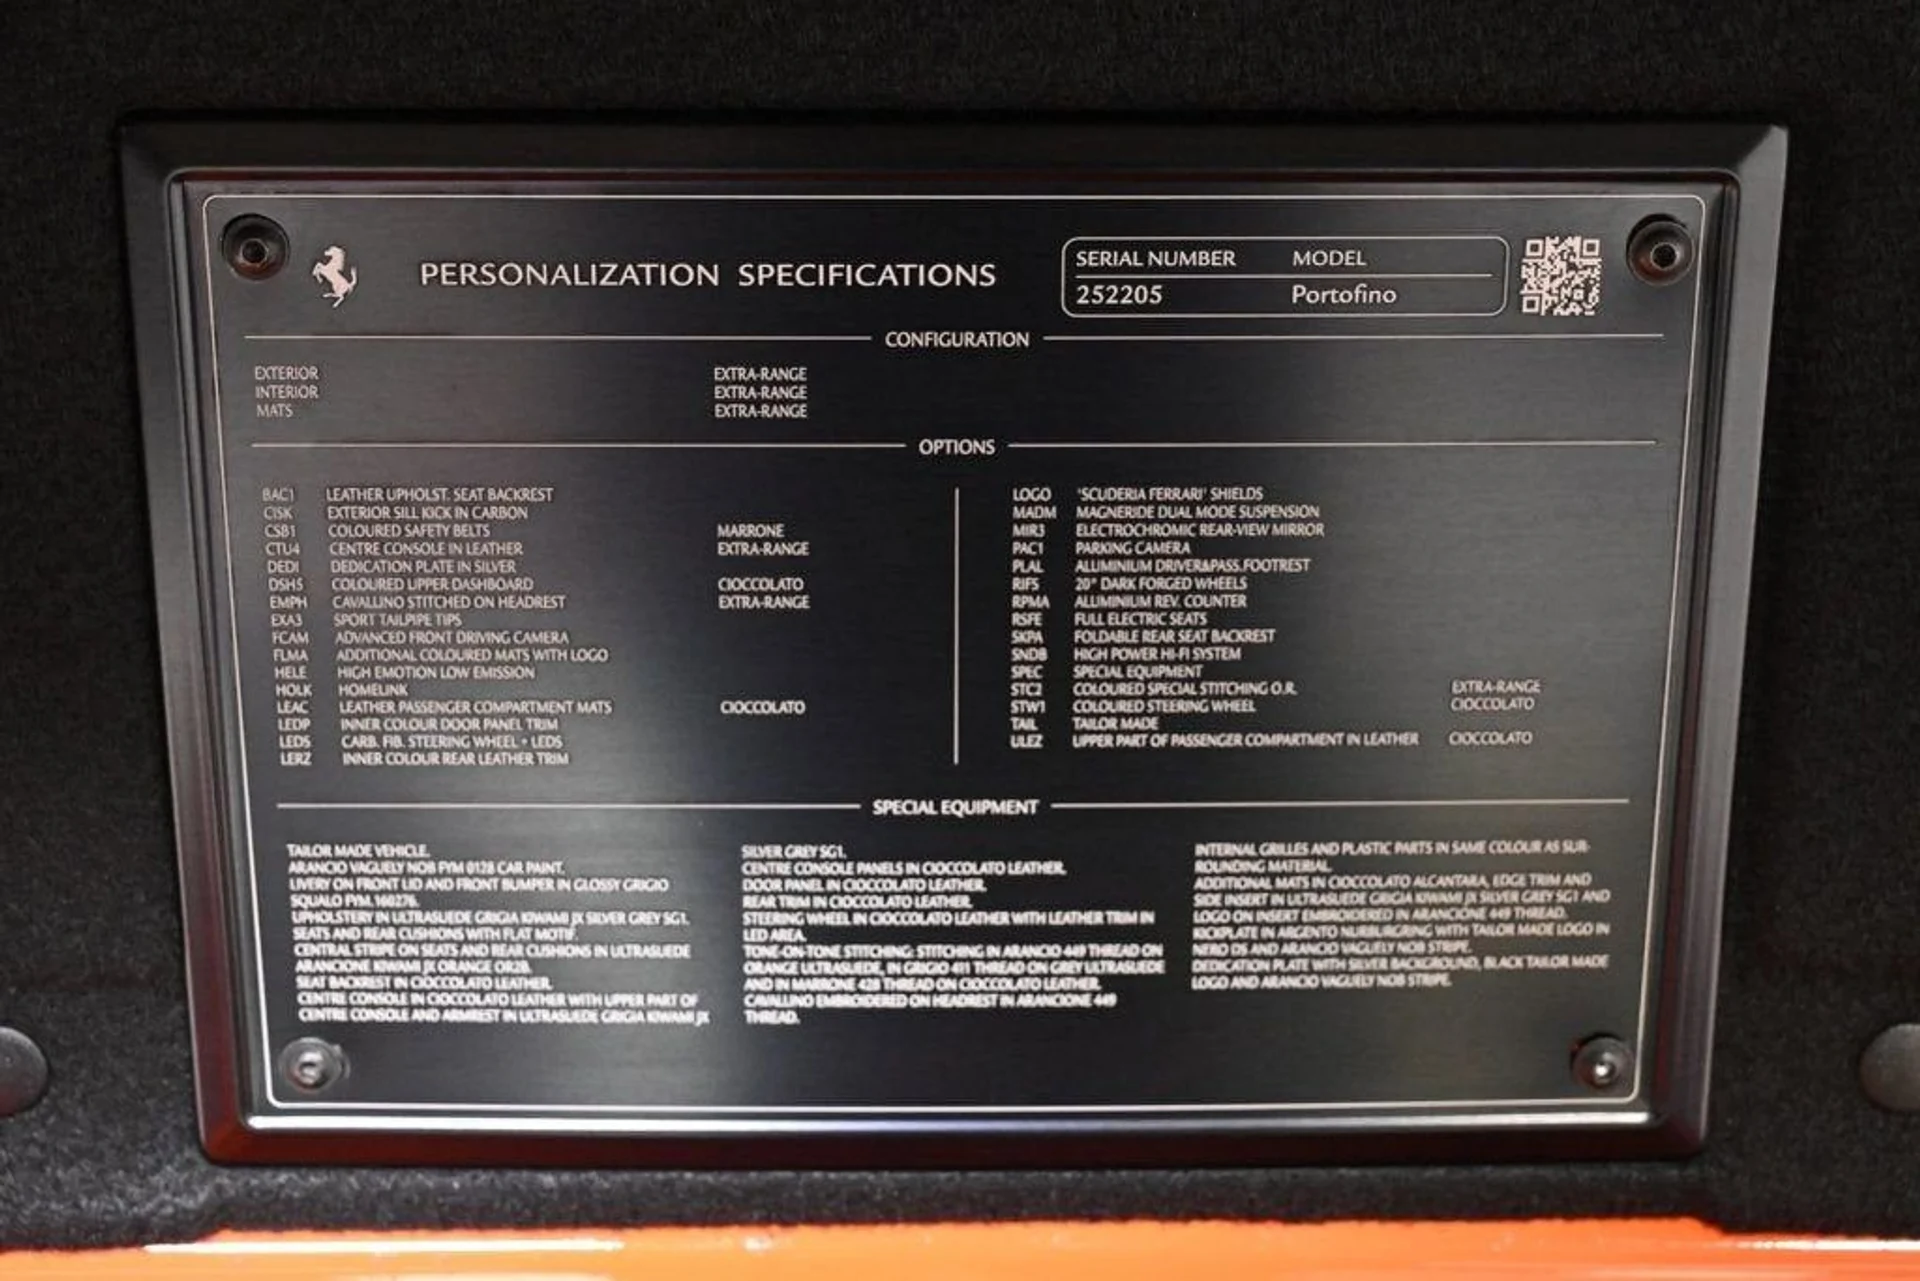 PERSONALIZATION SPECIFICATIONS
SERIAL NUMBER MODEL
252205 Portofino
CONFIGURATION
EXTERIOR EXTRA-RANGE
INTERIOR EXTRA-RANGE
MATS EXTRA-RANGE
OPTIONS
BAC1 LEATHER UPHOLST. SEAT BACKREST
CISK EXTERIOR SILL KICK IN CARBON
CSB1 COLOURED SAFETY BELTS MARRONE
CTU4 CENTRE CONSOLE IN LEATHER EXTRA-RANGE
DEDI DEDICATION PLATE IN SILVER
DSH5 COLOURED UPPER DASHBOARD CIOCCOLATO
EMPH CAVALLINO STITCHED ON HEADREST EXTRA-RANGE
EXA3 SPORT TAILPIPE TIPS
FCAM ADVANCED FRONT DRIVING CAMERA
FLMA ADDITIONAL COLOURED MATS WITH LOGO
HELE HIGH EMOTION LOW EMISSION
HOLK HOMELINK
LEAC LEATHER PASSENGER COMPARTMENT MATS CIOCCOLATO
LEDP INNER COLOUR DOOR PANEL TRIM
LEDS CARB. FIB. STEERING WHEEL + LEDS
LERZ INNER COLOUR REAR LEATHER TRIM
LOGO 'SCUDERIA FERRARI' SHIELDS
MADM MAGNERIDE DUAL MODE SUSPENSION
MIR3 ELECTROCHROMIC REAR-VIEW MIRROR
PAC1 PARKING CAMERA
PLAL ALUMINIUM DRIVER&PASS.FOOTREST
RIF5 20" DARK FORGED WHEELS
RPMA ALLUMINIUM REV. COUNTER
RSFE FULL ELECTRIC SEATS
SKPA FOLDABLE REAR SEAT BACKREST
SNDB HIGH POWER HI-FI SYSTEM
SPEC SPECIAL EQUIPMENT
STC2 COLOURED SPECIAL STITCHING O.R. EXTRA-RANGE
STW1 COLOURED STEERING WHEEL CIOCCOLATO
TAIL TAILOR MADE
ULEZ UPPER PART OF PASSENGER COMPARTMENT IN LEATHER CIOCCOLATO
SPECIAL EQUIPMENT
TAILOR MADE VEHICLE.
ARANCIO VAGUELY NOB FYM 0128 CAR PAINT.
LIVERY ON FRONT LID AND FRONT BUMPER IN GLOSSY GRIGIO
SQUALO FYM.160276.
UPHOLSTERY IN ULTRASUEDE GRIGIA KIWAMI JX SILVER GREY SG1.
SEATS AND REAR CUSHIONS WITH FLAT MOTIF.
CENTRAL STRIPE ON SEATS AND REAR CUSHIONS IN ULTRASUEDE
ARANCIONE KIWAMI JX ORANGE OR2B.
SEAT BACKREST IN CIOCCOLATO LEATHER.
CENTRE CONSOLE IN CIOCCOLATO LEATHER WITH UPPER PART OF
CENTRE CONSOLE AND ARMREST IN ULTRASUEDE GRIGIA KIWAMI JX
SILVER GREY SG1.
CENTRE CONSOLE PANELS IN CIOCCOLATO LEATHER.
DOOR PANEL IN CIOCCOLATO LEATHER.
REAR TRIM IN CIOCCOLATO LEATHER.
STEERING WHEEL IN CIOCCOLATO LEATHER WITH LEATHER TRIM IN
LED AREA.
TONE-ON-TONE STITCHING: STITCHING IN ARANCIO 449 THREAD ON
ORANGE ULTRASUEDE, IN GRIGIO 411 THREAD ON GREY ULTRASUEDE
AND IN MARRONE 428 THREAD ON CIOCCOLATO LEATHER.
CAVALLINO EMBROIDERED ON HEADREST IN ARANCIONE 449
THREAD.
INTERNAL GRILLES AND PLASTIC PARTS IN SAME COLOUR AS SUR-
ROUNDING MATERIAL.
ADDITIONAL MATS IN CIOCCOLATO ALCANTARA, EDGE TRIM AND
SIDE INSERT IN ULTRASUEDE GRIGIA KIWAMI JX SILVER GREY SG1 AND
LOGO ON INSERT EMBROIDERED IN ARANCIONE 449 THREAD.
KICKPLATE IN ARGENTO NURBURGRING WITH TAILOR MADE LOGO IN
NERO DS AND ARANCIO VAGUELY NOB STRIPE.
DEDICATION PLATE WITH SILVER BACKGROUND, BLACK TAILOR MADE
LOGO AND ARANCIO VAGUELY NOB STRIPE.